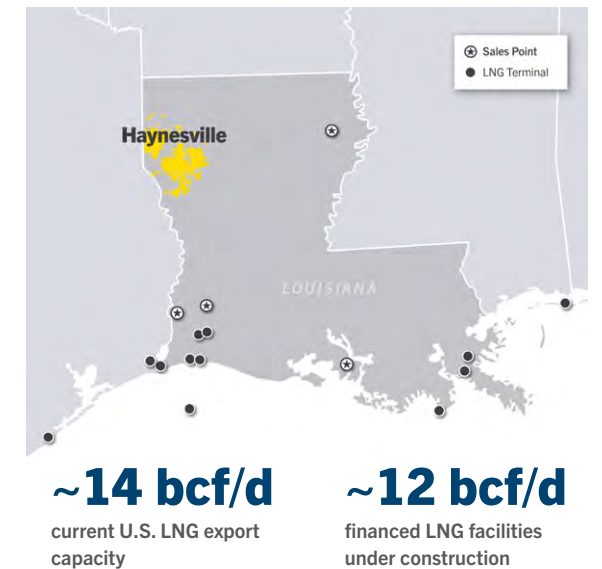 Sales Point
LNG Terminal
Haynesville
LOUISIANA
~14 bcf/d
current U.S. LNG export
capacity
~12 bcf/d
financed LNG facilities
under construction